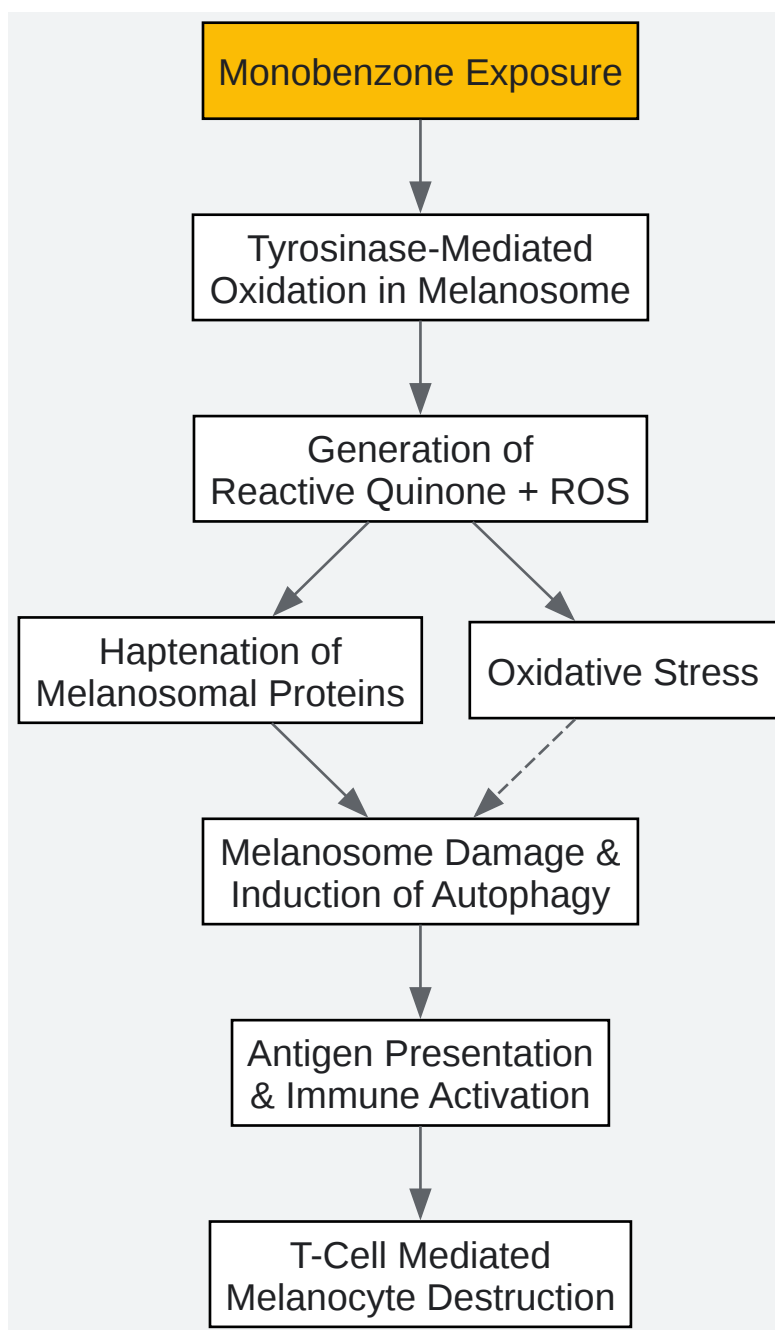 Monobenzone Exposure
Tyrosinase-Mediated
Oxidation in Melanosome
Generation of
Reactive Quinone + ROS
Haptenation of
Melanosomal Proteins
Oxidative Stress
Melanosome Damage &
Induction of Autophagy
Antigen Presentation
& Immune Activation
T-Cell Mediated
Melanocyte Destruction